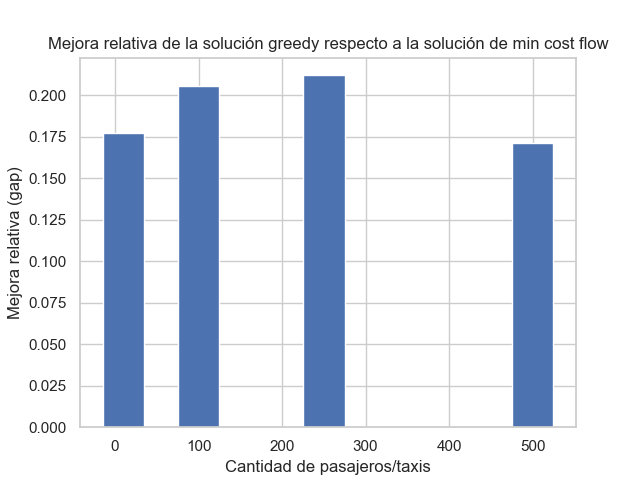 Mejora relativa de la solución greedy respecto a la solución de min cost flow
0.200
0.175
0.150
0.125
0.100
0.075
0.050
0.025
0.000
Mejora relativa (gap)
0 100 200 300 400 500
Cantidad de pasajeros/taxis